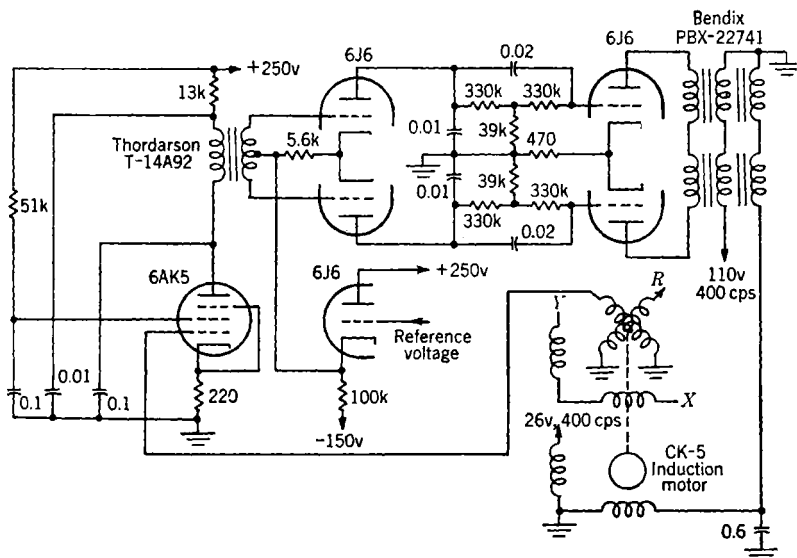 Bendix
PBX-22741
6J6
6J6
+250v
13k
0.02
330k
330k
Thordarson
T-14A92
5.6k
0.01
39k
470
51k
0.01
39k
330k
330k
0.02
6AK5
6J6
+250v
110v
400 cps
Reference
voltage
R
Y
0.01
220
100k
X
0.1
0.1
-150v
26v, 400 cps
CK-5
Induction
motor
0.6